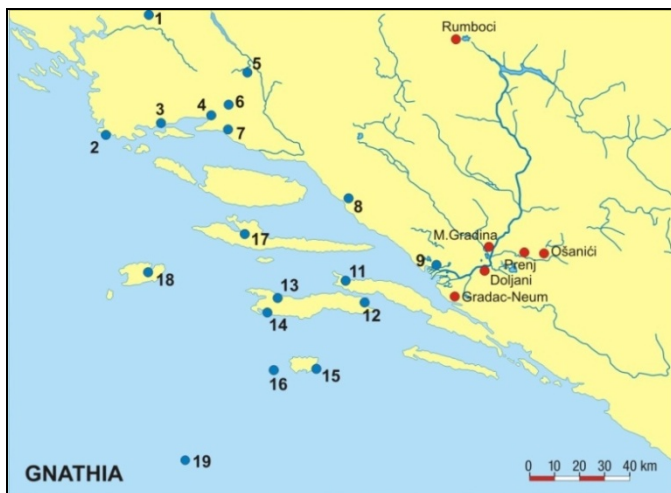 1
Rumboci
5
6
4
3
7
2
8
17
M.Gradina
9
Ošanići
Prenj
Doljani
18
11
13
Gradac-Neum
12
14
15
16
19
GNATHIA
0 10 20 30 40 km